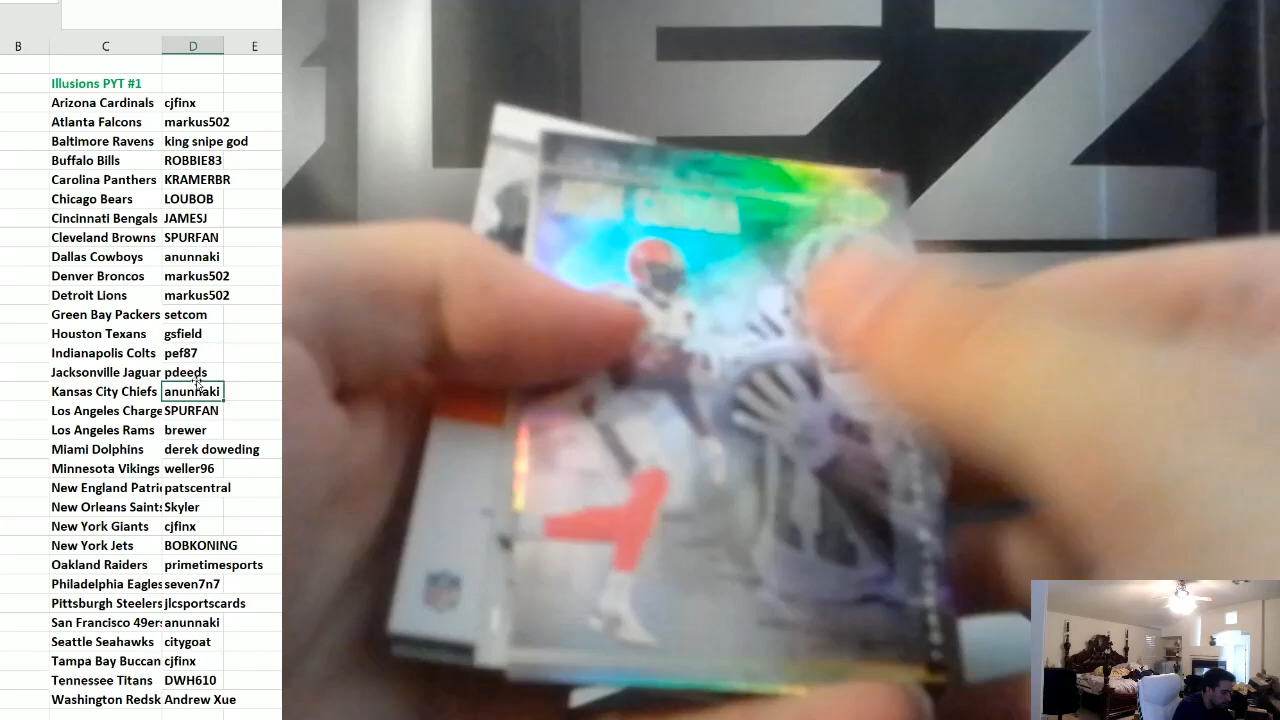 B C D E
Illusions PYT #1
Arizona Cardinals cjfinx
Atlanta Falcons markus502
Baltimore Ravens king snipe god
Buffalo Bills ROBBIE83
Carolina Panthers KRAMERBR
Chicago Bears LOUBOB
Cincinnati Bengals JAMESJ
Cleveland Browns SPURFAN
Dallas Cowboys anunnaki
Denver Broncos markus502
Detroit Lions markus502
Green Bay Packers setcom
Houston Texans gsfield
Indianapolis Colts pef87
Jacksonville Jaguar pdeeds
Kansas City Chiefs anunnaki
Los Angeles Charge SPURFAN
Los Angeles Rams brewer
Miami Dolphins derek doweding
Minnesota Vikings weller96
New England Patri patscentral
New Orleans Saints Skyler
New York Giants cjfinx
New York Jets BOBKONING
Oakland Raiders primetimesports
Philadelphia Eagles seven7n7
Pittsburgh Steelers jlcsportscards
San Francisco 49ers anunnaki
Seattle Seahawks citygoat
Tampa Bay Buccan cjfinx
Tennessee Titans DWH610
Washington Redsk Andrew Xue